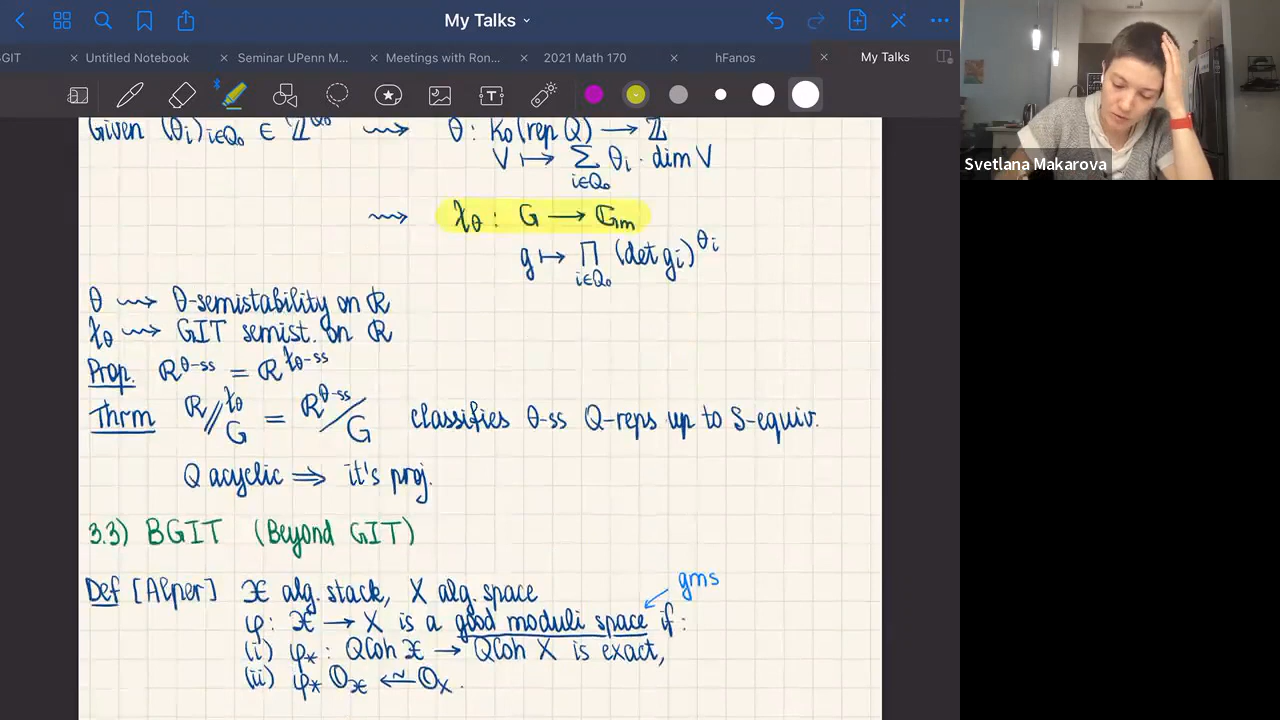 My Talks
GIT
Untitled Notebook
Seminar UPenn M...
Meetings with Ron...
2021 Math 170
hFanos
My Talks
Svetlana Makarova
Given (θi)i∈Q₀ ∈ ℤ^Q₀ ⇝ θ: K₀(rep Q) → ℤ
V ↦ Σ_{i∈Q₀} θi · dim V
⇝ χθ : G → 𝔾m
g ↦ ∏_{i∈Q₀} (det gi)^θi
θ ⇝ θ-semistability on R
χθ ⇝ GIT semist. on R
Prop. R^θ-ss = R^χθ-ss
Thrm R //^χθ G = R^θ-ss / G classifies θ-ss Q-reps up to S-equiv.
Q acyclic ⟹ it's proj.
3.3) BGIT (Beyond GIT)
gms
Def [Alper] 𝒳 alg. stack, X alg. space
φ: 𝒳 → X is a good moduli space if:
(i) φ* : QCoh 𝒳 → QCoh X is exact,
(ii) φ* 𝒪𝒳 ⟵~ 𝒪X.